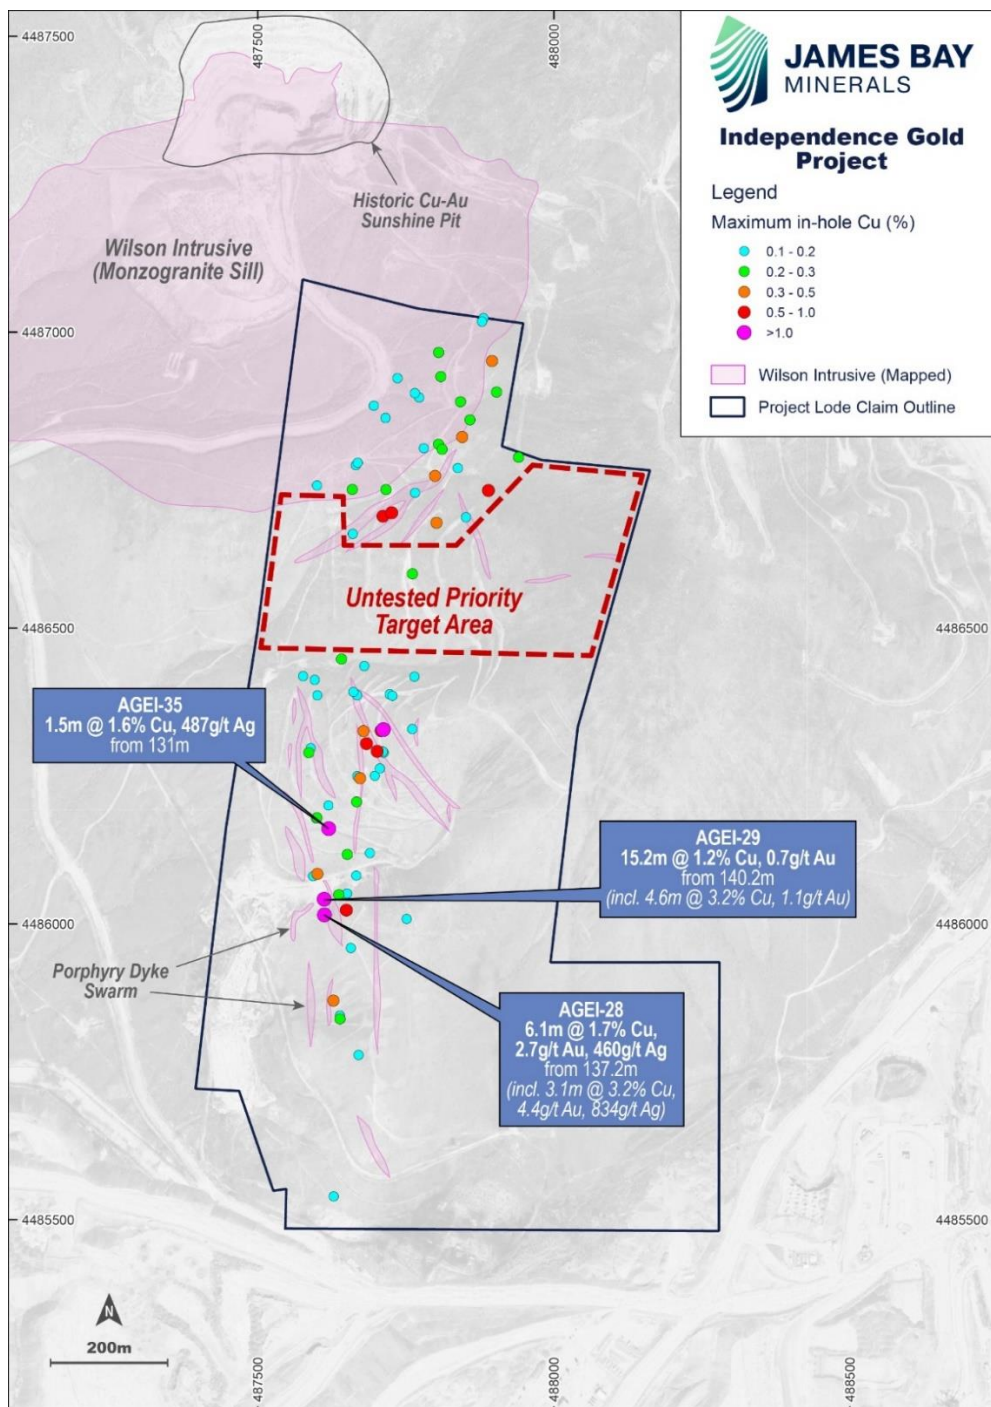 487500
488000
4487500
JAMES BAY
MINERALS
Independence Gold
Project
Legend
Maximum in-hole Cu (%)
0.1 - 0.2
0.2 - 0.3
0.3 - 0.5
0.5 - 1.0
>1.0
Wilson Intrusive (Mapped)
Project Lode Claim Outline
Historic Cu-Au
Sunshine Pit
Wilson Intrusive
(Monzogranite Sill)
4487000
Untested Priority
Target Area
4486500
4486500
AGEI-35
1.5m @ 1.6% Cu, 487g/t Ag
from 131m
AGEI-29
15.2m @ 1.2% Cu, 0.7g/t Au
from 140.2m
(incl. 4.6m @ 3.2% Cu, 1.1g/t Au)
4486000
4486000
Porphyry Dyke
Swarm
AGEI-28
6.1m @ 1.7% Cu,
2.7g/t Au, 460g/t Ag
from 137.2m
(incl. 3.1m @ 3.2% Cu,
4.4g/t Au, 834g/t Ag)
4485500
4485500
N
200m
487500
488000
488500